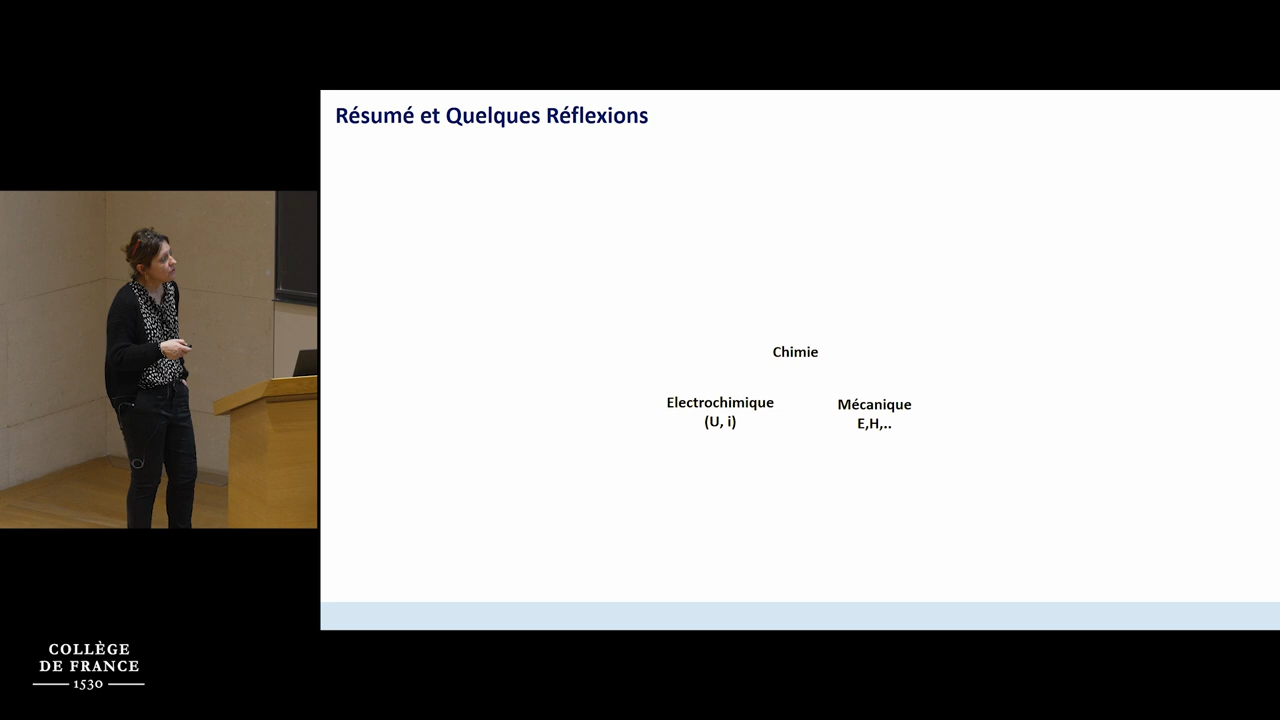 Résumé et Quelques Réflexions
Chimie
Electrochimique
(U, i)
Mécanique
E,H,..
COLLÈGE
DE FRANCE
1530